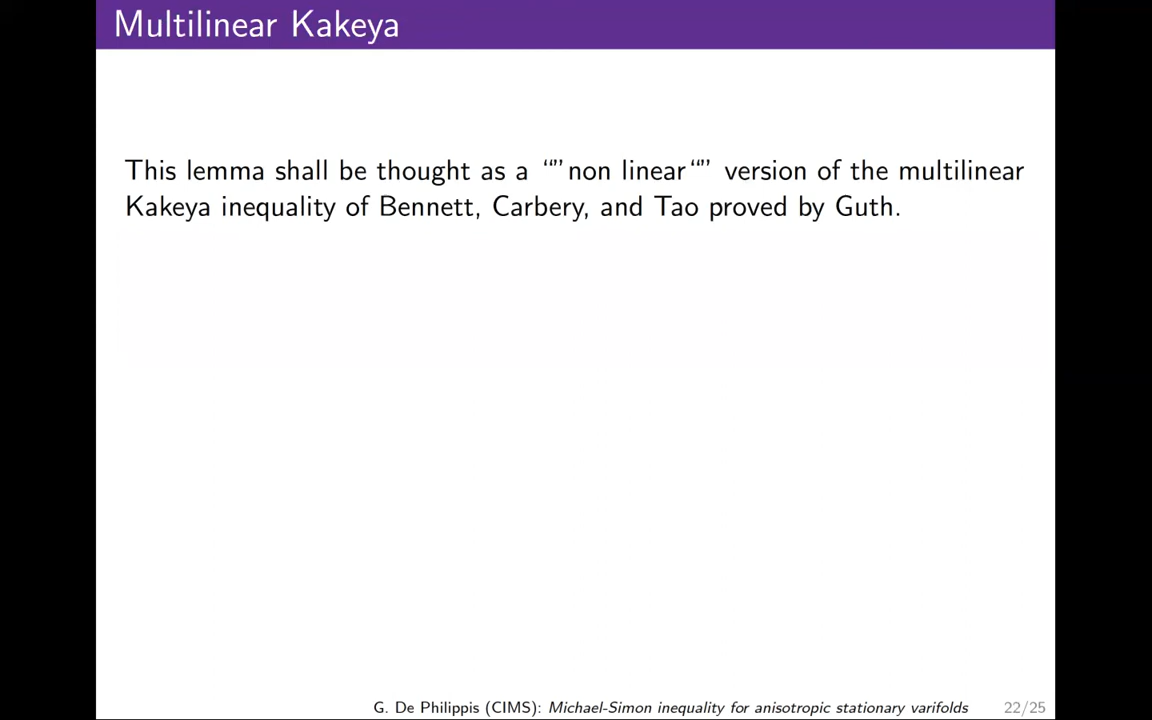 Multilinear Kakeya
This lemma shall be thought as a “”non linear“” version of the multilinear
Kakeya inequality of Bennett, Carbery, and Tao proved by Guth.
G. De Philippis (CIMS): Michael-Simon inequality for anisotropic stationary varifolds 22/25